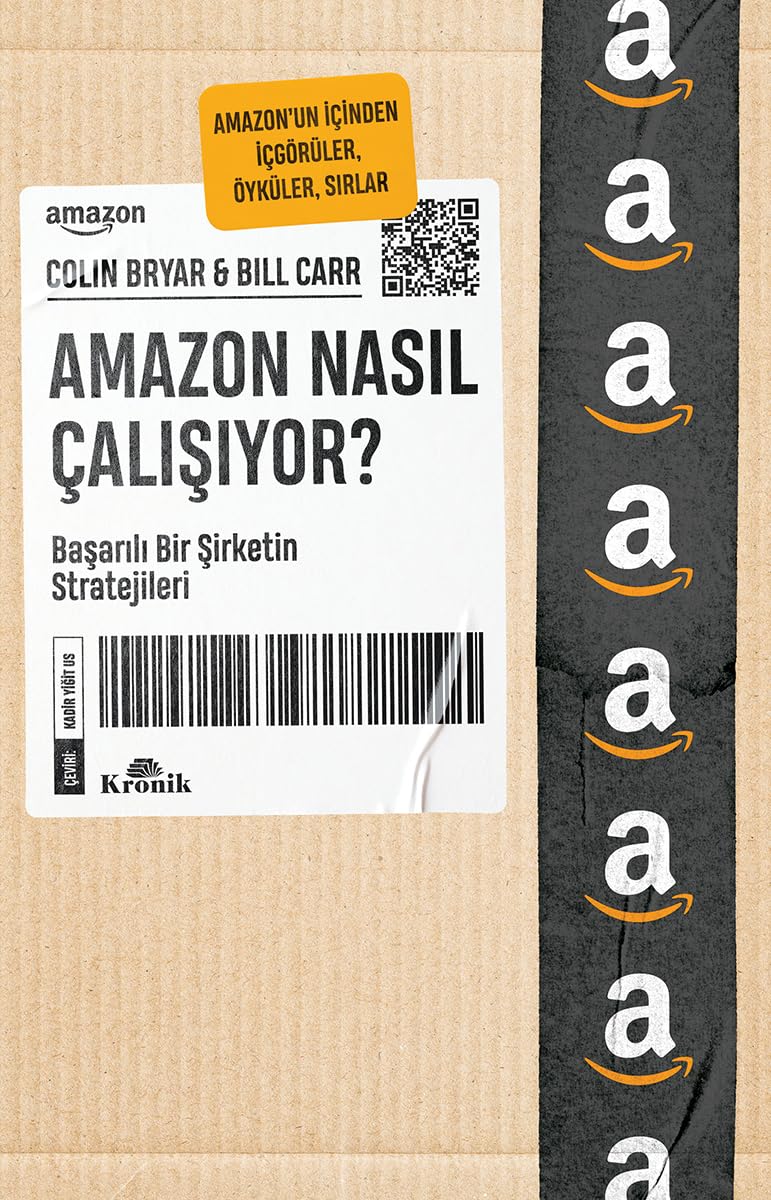 AMAZON'UN İÇİNDEN
İÇGÖRÜLER,
ÖYKÜLER, SIRLAR
amazon
COLIN BRYAR & BILL CARR
AMAZON NASIL
ÇALIŞIYOR?
Başarılı Bir Şirketin
Stratejileri
ÇEVİRİ: KADİR YİĞİT US
Kronik
a
a
a
a
a
a
a
a